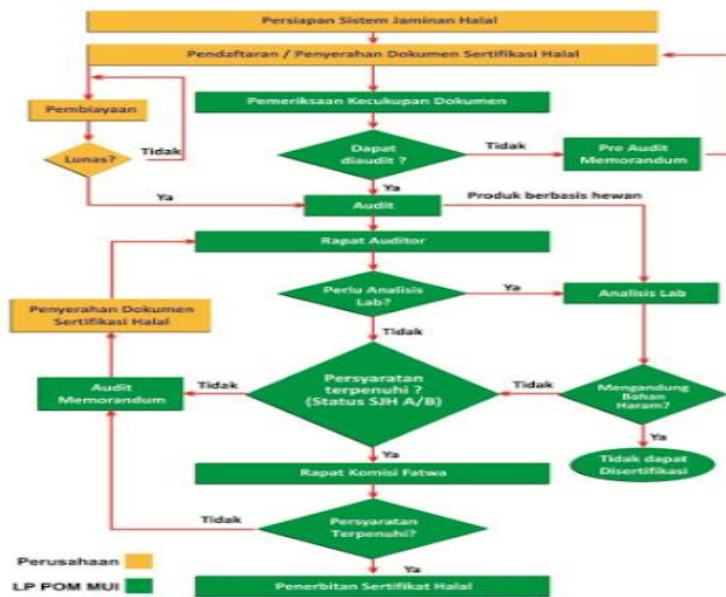 Persiapan Sistem Jaminan Halal
Pendaftaran / Penyerahan Dokumen Sertifikasi Halal
Pembiayaan
Pemeriksaan Kecukupan Dokumen
Lunas?
Tidak
Dapat
diaudit ?
Tidak
Pre Audit
Memorandum
Ya
Ya
Audit
Produk berbasis hewan
Rapat Auditor
Penyerahan Dokumen
Sertifikasi Halal
Perlu Analisis
Lab?
Ya
Analisis Lab
Tidak
Audit
Memorandum
Tidak
Persyaratan
terpenuhi ?
(Status SJH A/B)
Tidak
Mengandung
Bahan
Haram?
Ya
Ya
Tidak dapat
Disertifikasi
Rapat Komisi Fatwa
Tidak
Persyaratan
Terpenuhi?
Ya
Perusahaan
LP POM MUI
Penerbitan Sertifikat Halal